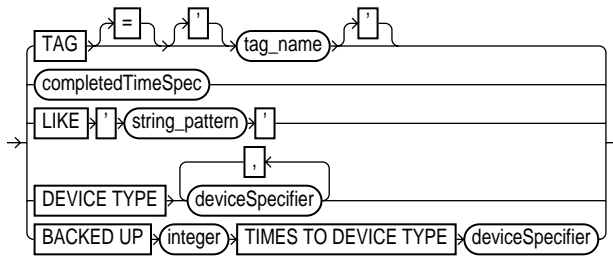 TAG = ' tag_name '
completedTimeSpec
LIKE ' string_pattern '
,
DEVICE TYPE deviceSpecifier
BACKED UP integer TIMES TO DEVICE TYPE deviceSpecifier